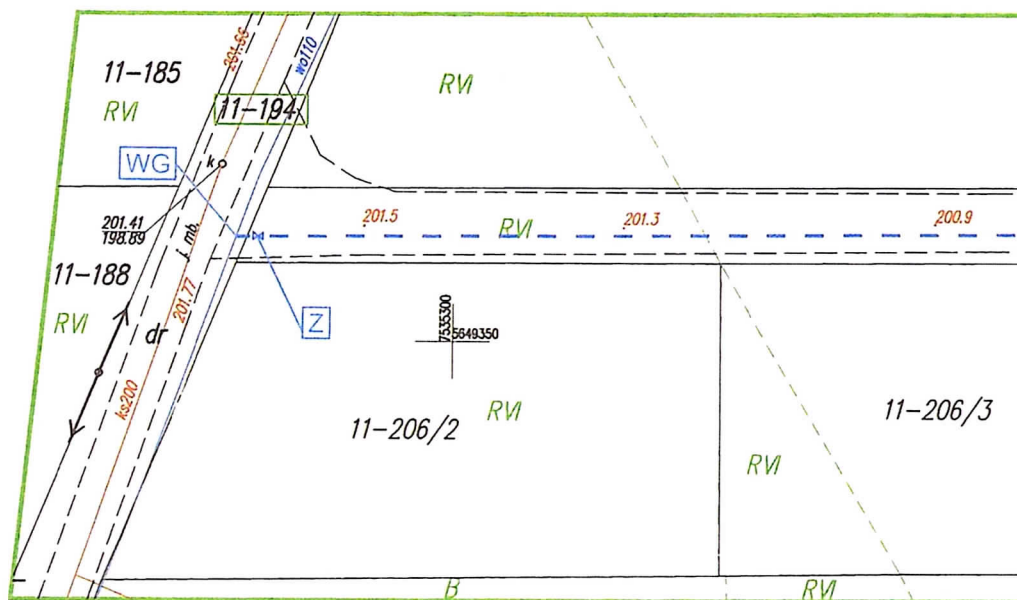 201.96
wo110
11-185
RVI
RVI
11-194
WG
k
201.5
201.3
200.9
RVI
201.41
198.89
j. mb.
11-188
201.77
RVI
dr
Z
7535300
5649350
ks200
11-206/2
RVI
11-206/3
RVI
B
RVI